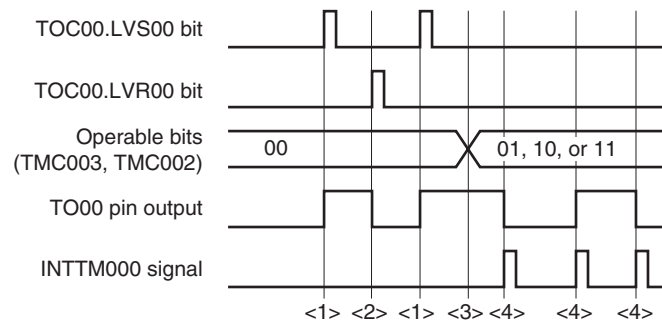 TOC00.LVS00 bit
TOC00.LVR00 bit
Operable bits
(TMC003, TMC002)
00
01, 10, or 11
TO00 pin output
INTTM000 signal
<1> <2> <1> <3> <4> <4> <4>